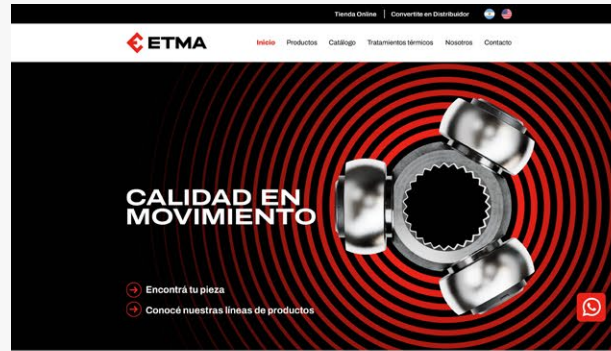 Tienda Online | Convertite en Distribuidor
ETMA
Inicio Productos Catálogo Tratamientos térmicos Nosotros Contacto
CALIDAD EN
MOVIMIENTO
Encontrá tu pieza
Conocé nuestras líneas de productos